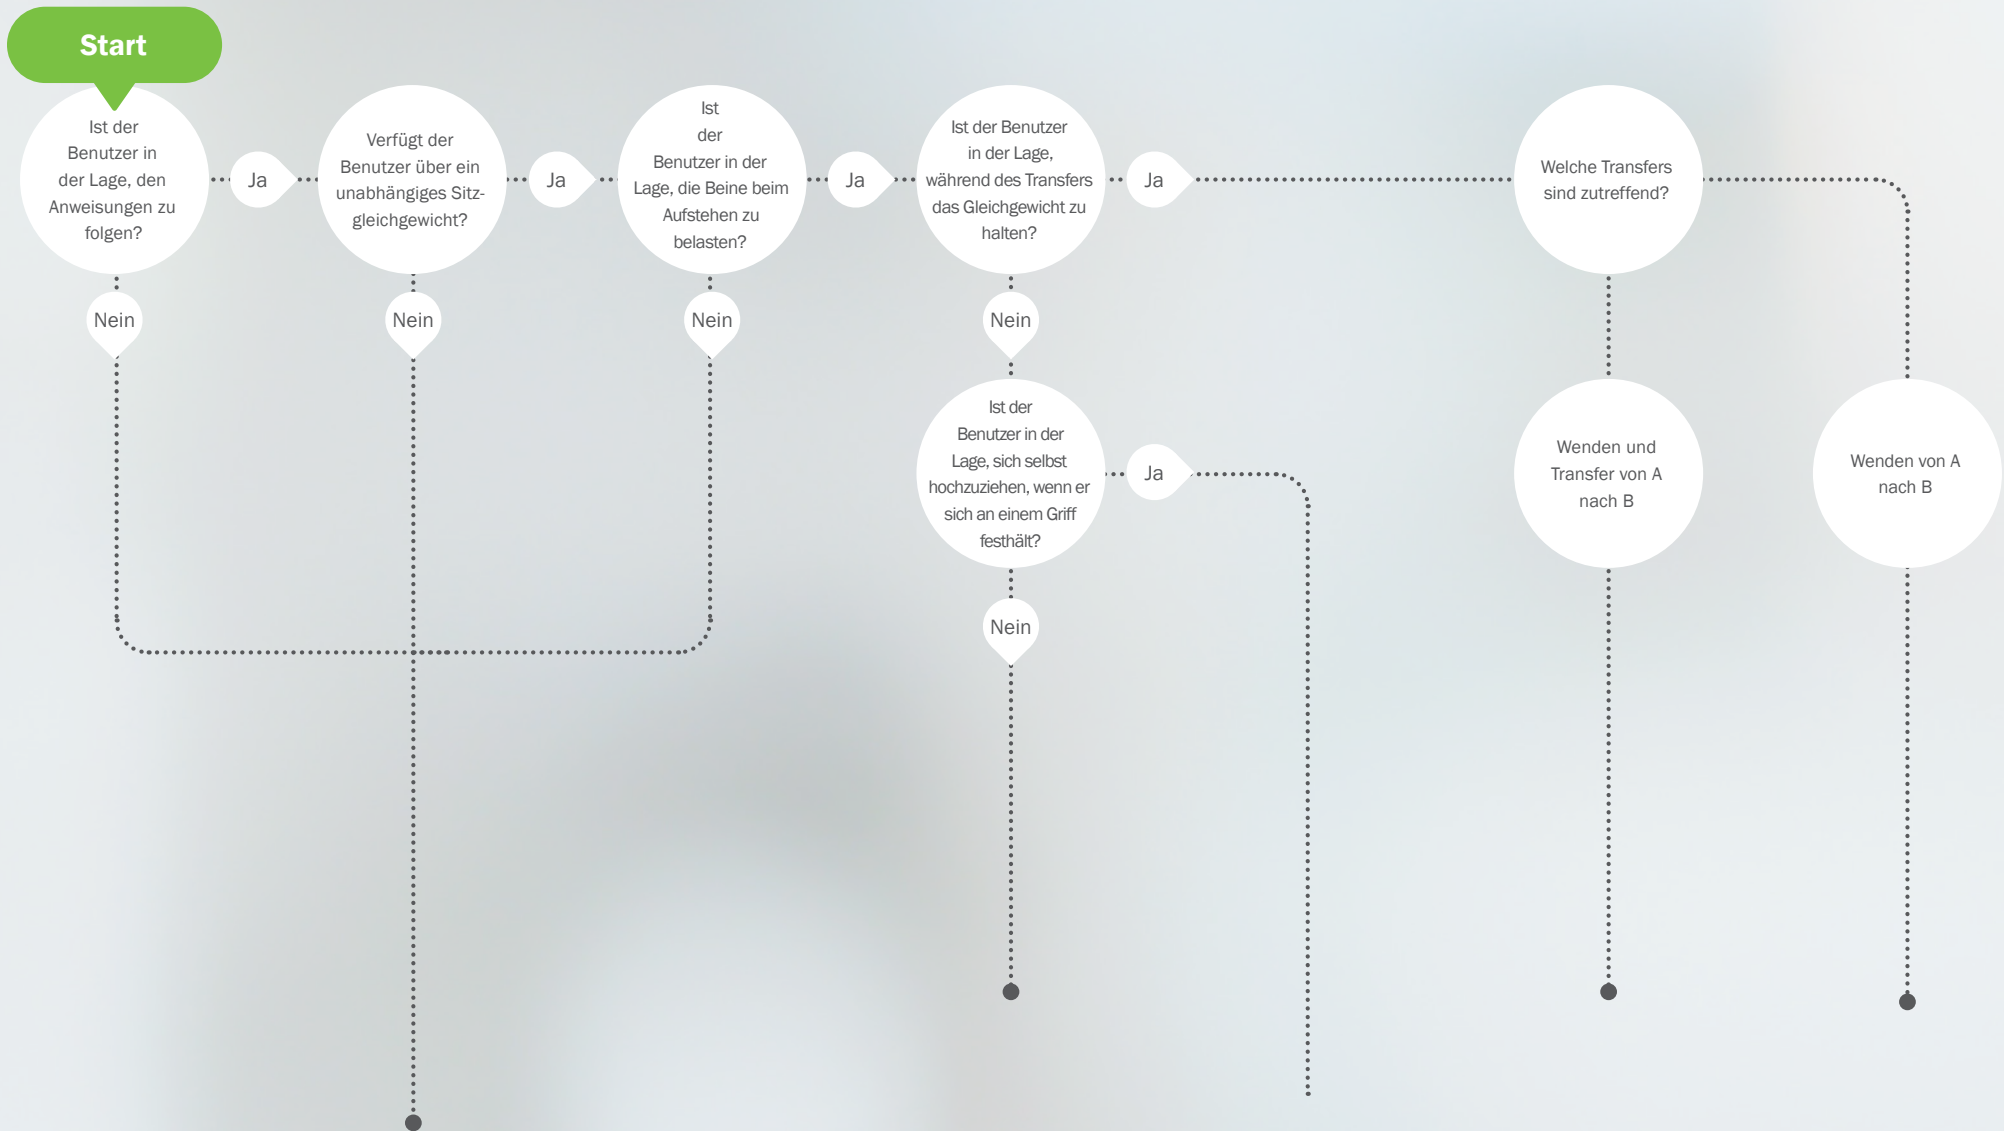 Start
Ist der
Benutzer in
der Lage, den
Anweisungen zu
folgen?
Ja
Verfügt der
Benutzer über ein
unabhängiges Sitz-
gleichgewicht?
Ja
Ist
der
Benutzer in der
Lage, die Beine beim
Aufstehen zu
belasten?
Ja
Ist der Benutzer
in der Lage,
während des Transfers
das Gleichgewicht zu
halten?
Ja
Welche Transfers
sind zutreffend?
Nein
Nein
Nein
Nein
Ist der
Benutzer in der
Lage, sich selbst
hochzuziehen, wenn er
sich an einem Griff
festhält?
Ja
Wenden und
Transfer von A
nach B
Wenden von A
nach B
Nein